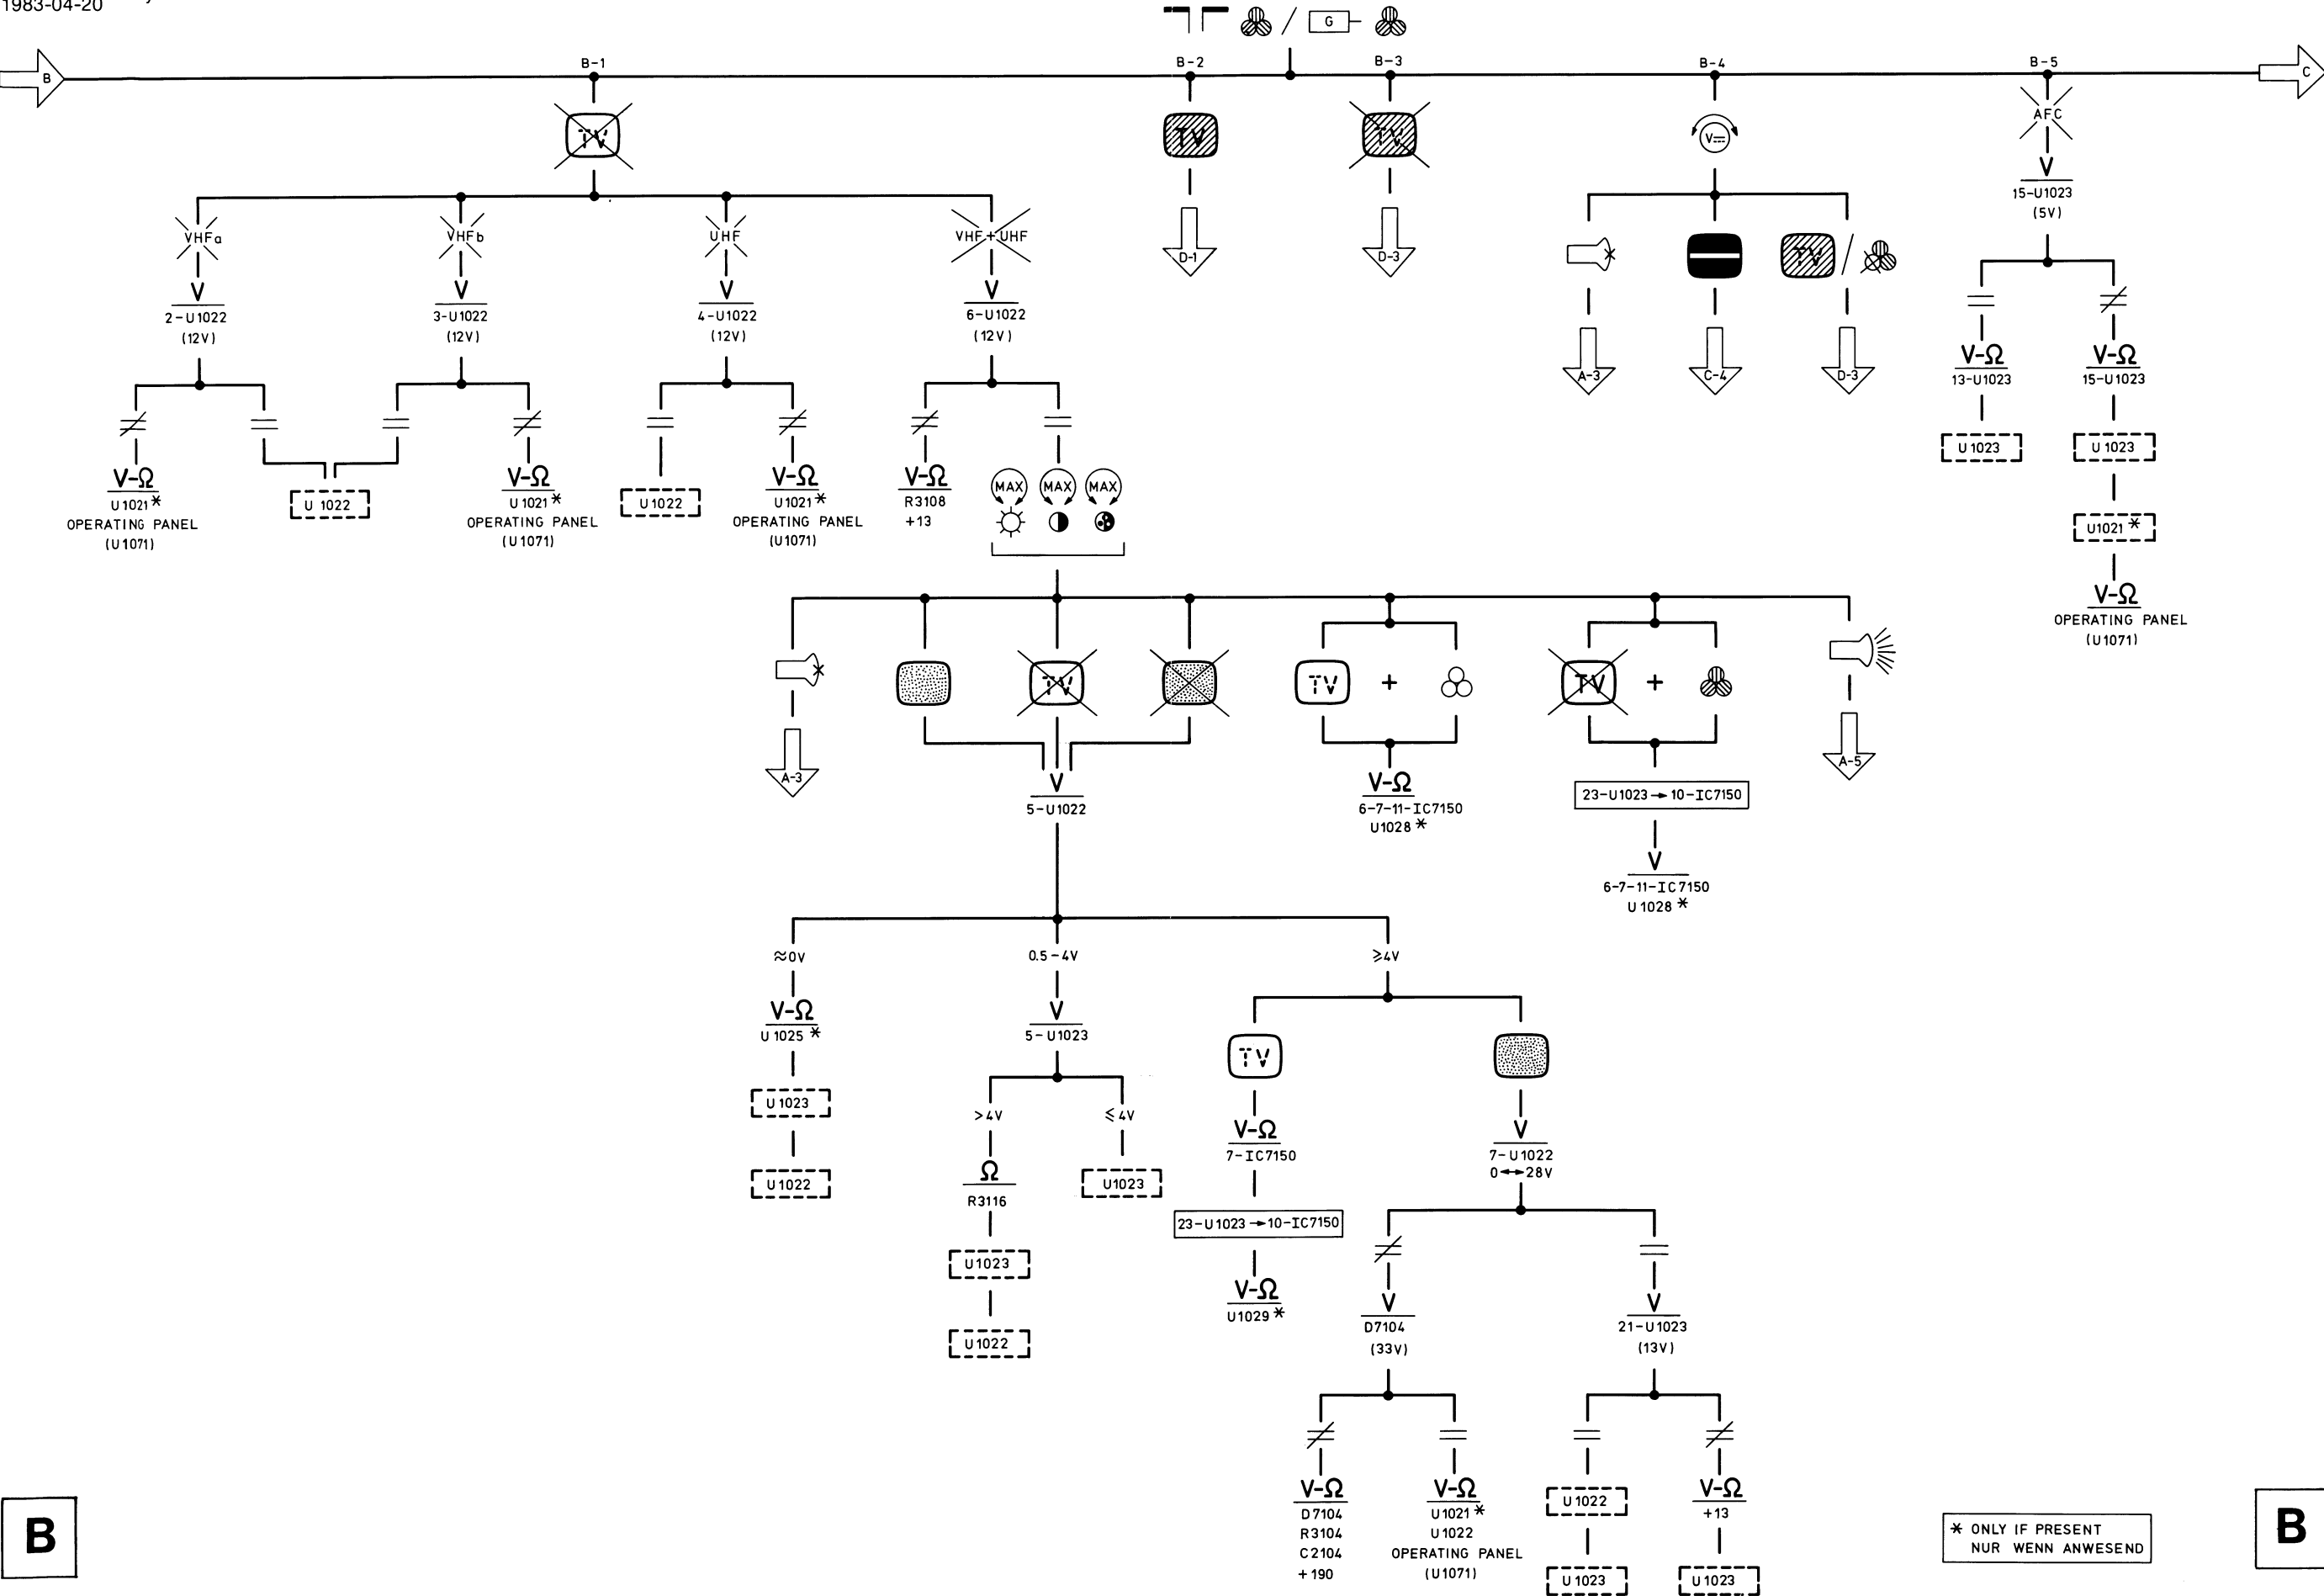 1983-04-20
G
B
B-1
B-2
B-3
B-4
B-5
C
TV
TV
TV
V
AFC
V
15-U1023
(5V)
VHFa
VHFb
UHF
VHF+UHF
TV
D-1
D-3
V
2-U1022
(12V)
V
3-U1022
(12V)
V
4-U1022
(12V)
V
6-U1022
(12V)
A-3
C-4
D-3
V-Ω
13-U1023
V-Ω
15-U1023
U1023
U1023
V-Ω
U1021*
OPERATING PANEL
(U1071)
U1022
V-Ω
U1021*
OPERATING PANEL
(U1071)
U1022
V-Ω
U1021*
OPERATING PANEL
(U1071)
V-Ω
R3108
+13
MAX
MAX
MAX
U1021*
V-Ω
OPERATING PANEL
(U1071)
TV
TV
+
TV
+
A-3
A-5
V
5-U1022
V-Ω
6-7-11-IC7150
U1028*
23-U1023→10-IC7150
V
6-7-11-IC7150
U1028*
≈0V
0.5-4V
≥4V
V-Ω
U1025*
U1023
U1022
V
5-U1023
>4V
≤4V
Ω
R3116
U1023
U1023
U1022
TV
V-Ω
7-IC7150
23-U1023→10-IC7150
V-Ω
U1029*
V
7-U1022
0↔28V
V
D7104
(33V)
V
21-U1023
(13V)
V-Ω
D7104
R3104
C2104
+190
V-Ω
U1021*
U1022
OPERATING PANEL
(U1071)
U1022
U1023
V-Ω
+13
U1023
* ONLY IF PRESENT
NUR WENN ANWESEND
B
B